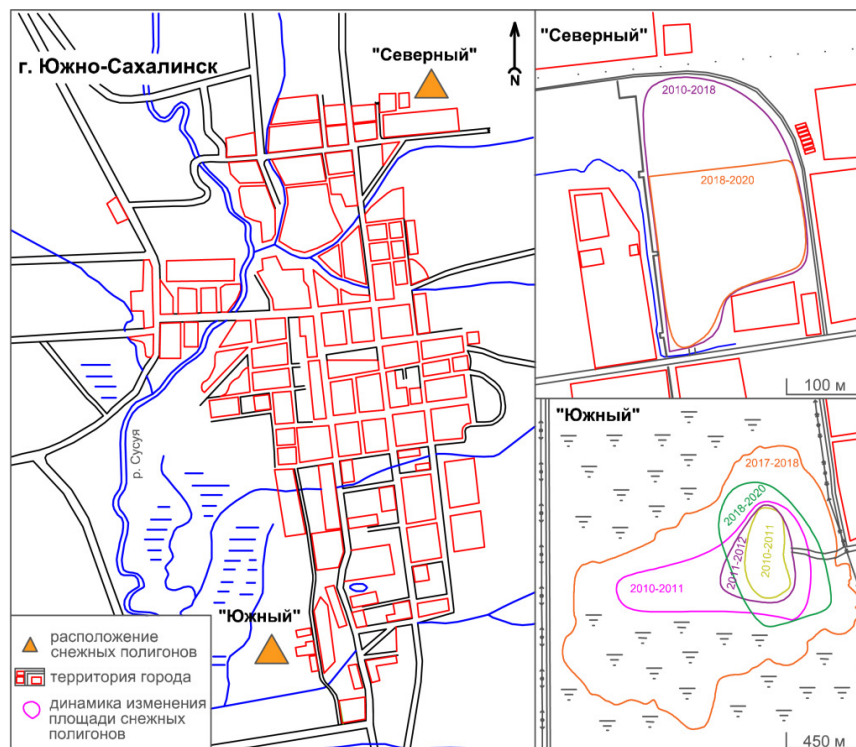 г. Южно-Сахалинск
"Северный"
N
р. Сусуя
"Южный"
расположение
снежных полигонов
территория города
динамика изменения
площади снежных
полигонов
"Северный"
2010-2018
2018-2020
100 м
"Южный"
2017-2018
2018-2020
2011-2012
2010-2011
2010-2011
450 м